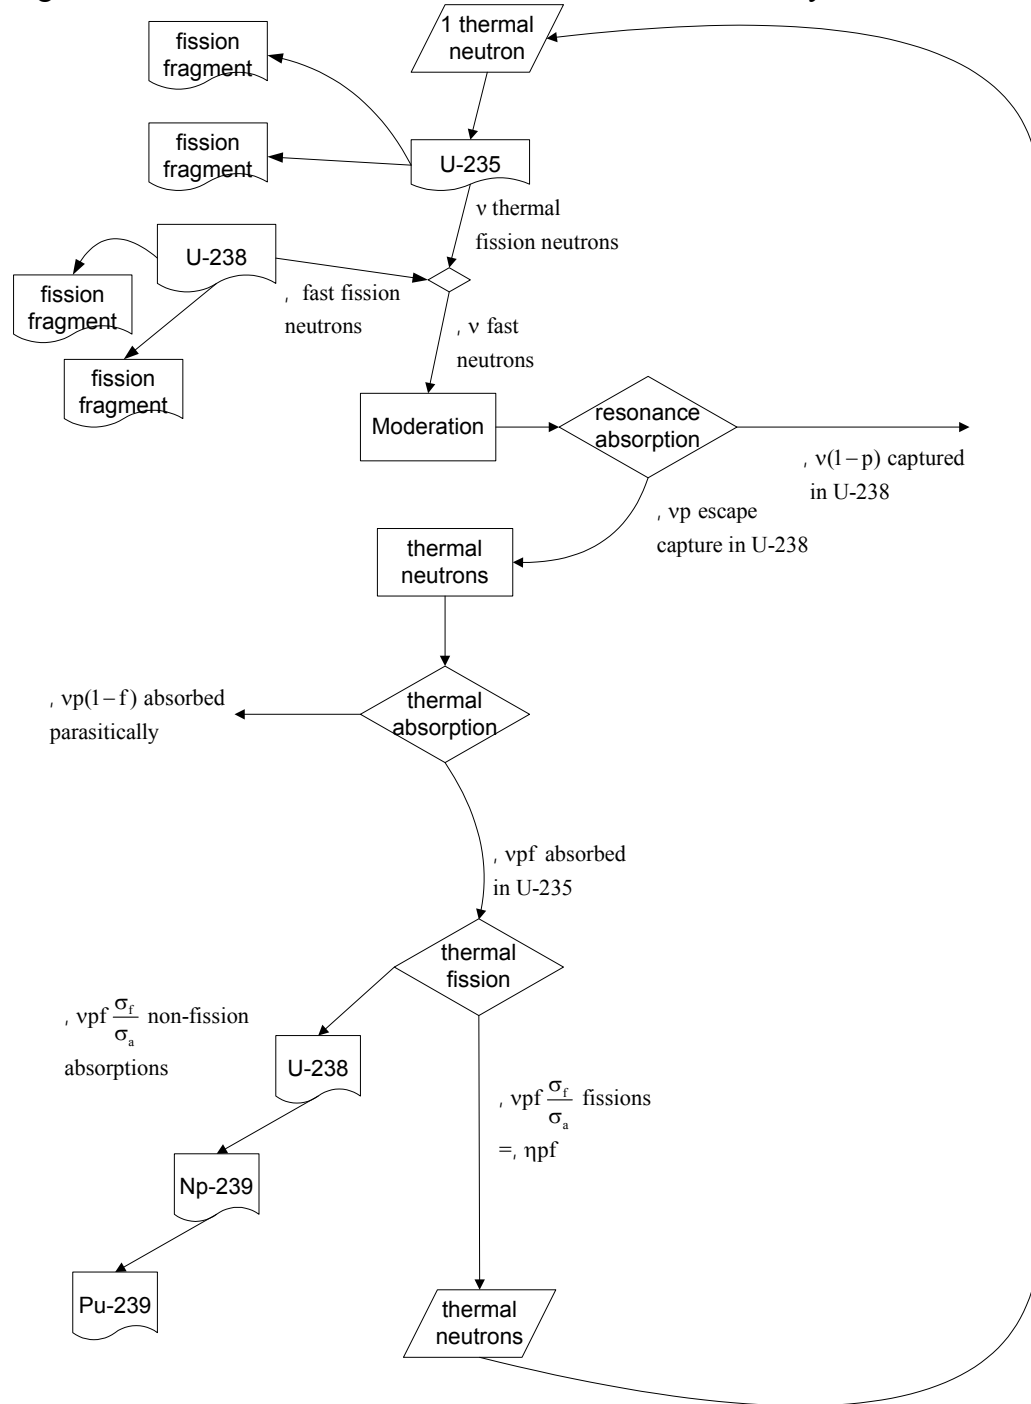 1 thermal
neutron
fission
fragment
fission
fragment
U-235
ν thermal
fission neutrons
U-238
fission
fragment
fission
fragment
, fast fission
neutrons
, ν fast
neutrons
Moderation
resonance
absorption
, ν(1−p) captured
in U-238
, νp escape
capture in U-238
thermal
neutrons
thermal
absorption
, νp(1−f) absorbed
parasitically
, νpf absorbed
in U-235
thermal
fission
, νpf σf/σa non-fission
absorptions
U-238
, νpf σf/σa fissions
=, ηpf
Np-239
Pu-239
thermal
neutrons